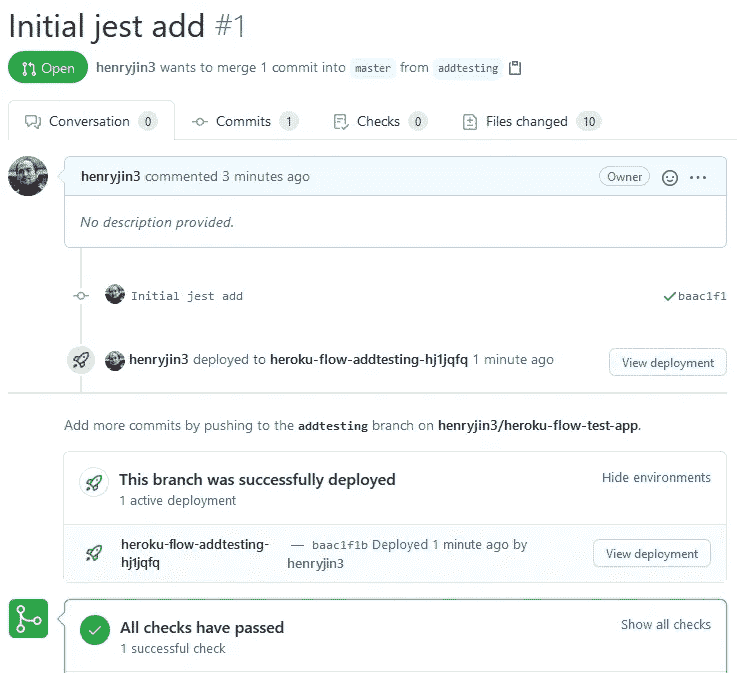 Initial jest add #1
Open henryjin3 wants to merge 1 commit into master from addtesting
Conversation 0 Commits 1 Checks 0 Files changed 10
henryjin3 commented 3 minutes ago Owner
No description provided.
Initial jest add baac1f1
henryjin3 deployed to heroku-flow-addtesting-hj1jqfq 1 minute ago View deployment
Add more commits by pushing to the addtesting branch on henryjin3/heroku-flow-test-app.
This branch was successfully deployed Hide environments
1 active deployment
heroku-flow-addtesting- — baac1f1b Deployed 1 minute ago by View deployment
hj1jqfq henryjin3
All checks have passed Show all checks
1 successful check